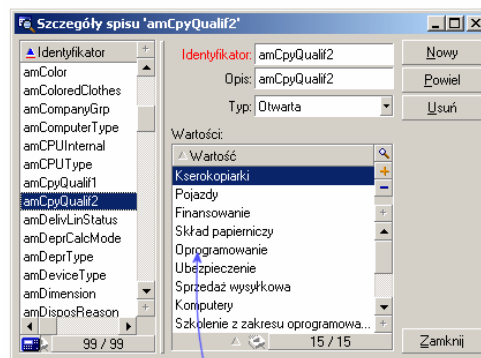 Szczegóły spisu 'amCpyQualif2'
Identyfikator
amColor
amColoredClothes
amCompanyGrp
amComputerType
amCPUInternal
amCPUType
amCpyQualif1
amCpyQualif2
amDelivLinStatus
amDeprCalcMode
amDeprType
amDeviceType
amDimension
amDisposReason
99 / 99
Identyfikator: amCpyQualif2
Opis: amCpyQualif2
Typ: Otwarta
Wartości:
Wartość
Kserokopiarki
Pojazdy
Finansowanie
Skład papierniczy
Oprogramowanie
Ubezpieczenie
Sprzedaż wysyłkowa
Komputery
Szkolenie z zakresu oprogramowa...
15 / 15
Nowy
Powiel
Usuń
Zamknij